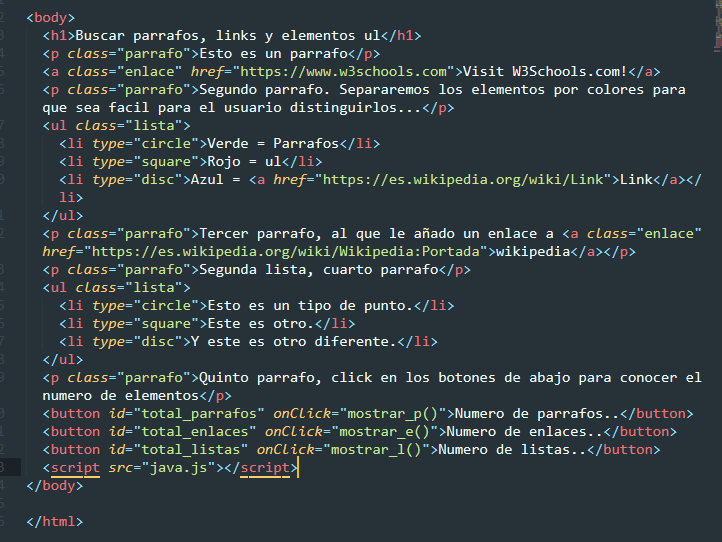 <body>
<h1>Buscar parrafos, links y elementos ul</h1>
<p class="parrafo">Esto es un parrafo</p>
<a class="enlace" href="https://www.w3schools.com">Visit W3Schools.com!</a>
<p class="parrafo">Segundo parrafo. Separaremos los elementos por colores para
que sea facil para el usuario distinguirlos...</p>
<ul class="lista">
<li type="circle">Verde = Parrafos</li>
<li type="square">Rojo = ul</li>
<li type="disc">Azul = <a href="https://es.wikipedia.org/wiki/Link">Link</a></
li>
</ul>
<p class="parrafo">Tercer parrafo, al que le añado un enlace a <a class="enlace"
href="https://es.wikipedia.org/wiki/Wikipedia:Portada">wikipedia</a></p>
<p class="parrafo">Segunda lista, cuarto parrafo</p>
<ul class="lista">
<li type="circle">Esto es un tipo de punto.</li>
<li type="square">Este es otro.</li>
<li type="disc">Y este es otro diferente.</li>
</ul>
<p class="parrafo">Quinto parrafo, click en los botones de abajo para conocer el
numero de elementos</p>
<button id="total_parrafos" onClick="mostrar_p()">Numero de parrafos..</button>
<button id="total_enlaces" onClick="mostrar_e()">Numero de enlaces..</button>
<button id="total_listas" onClick="mostrar_l()">Numero de listas..</button>
<script src="java.js"></script>
</body>
</html>